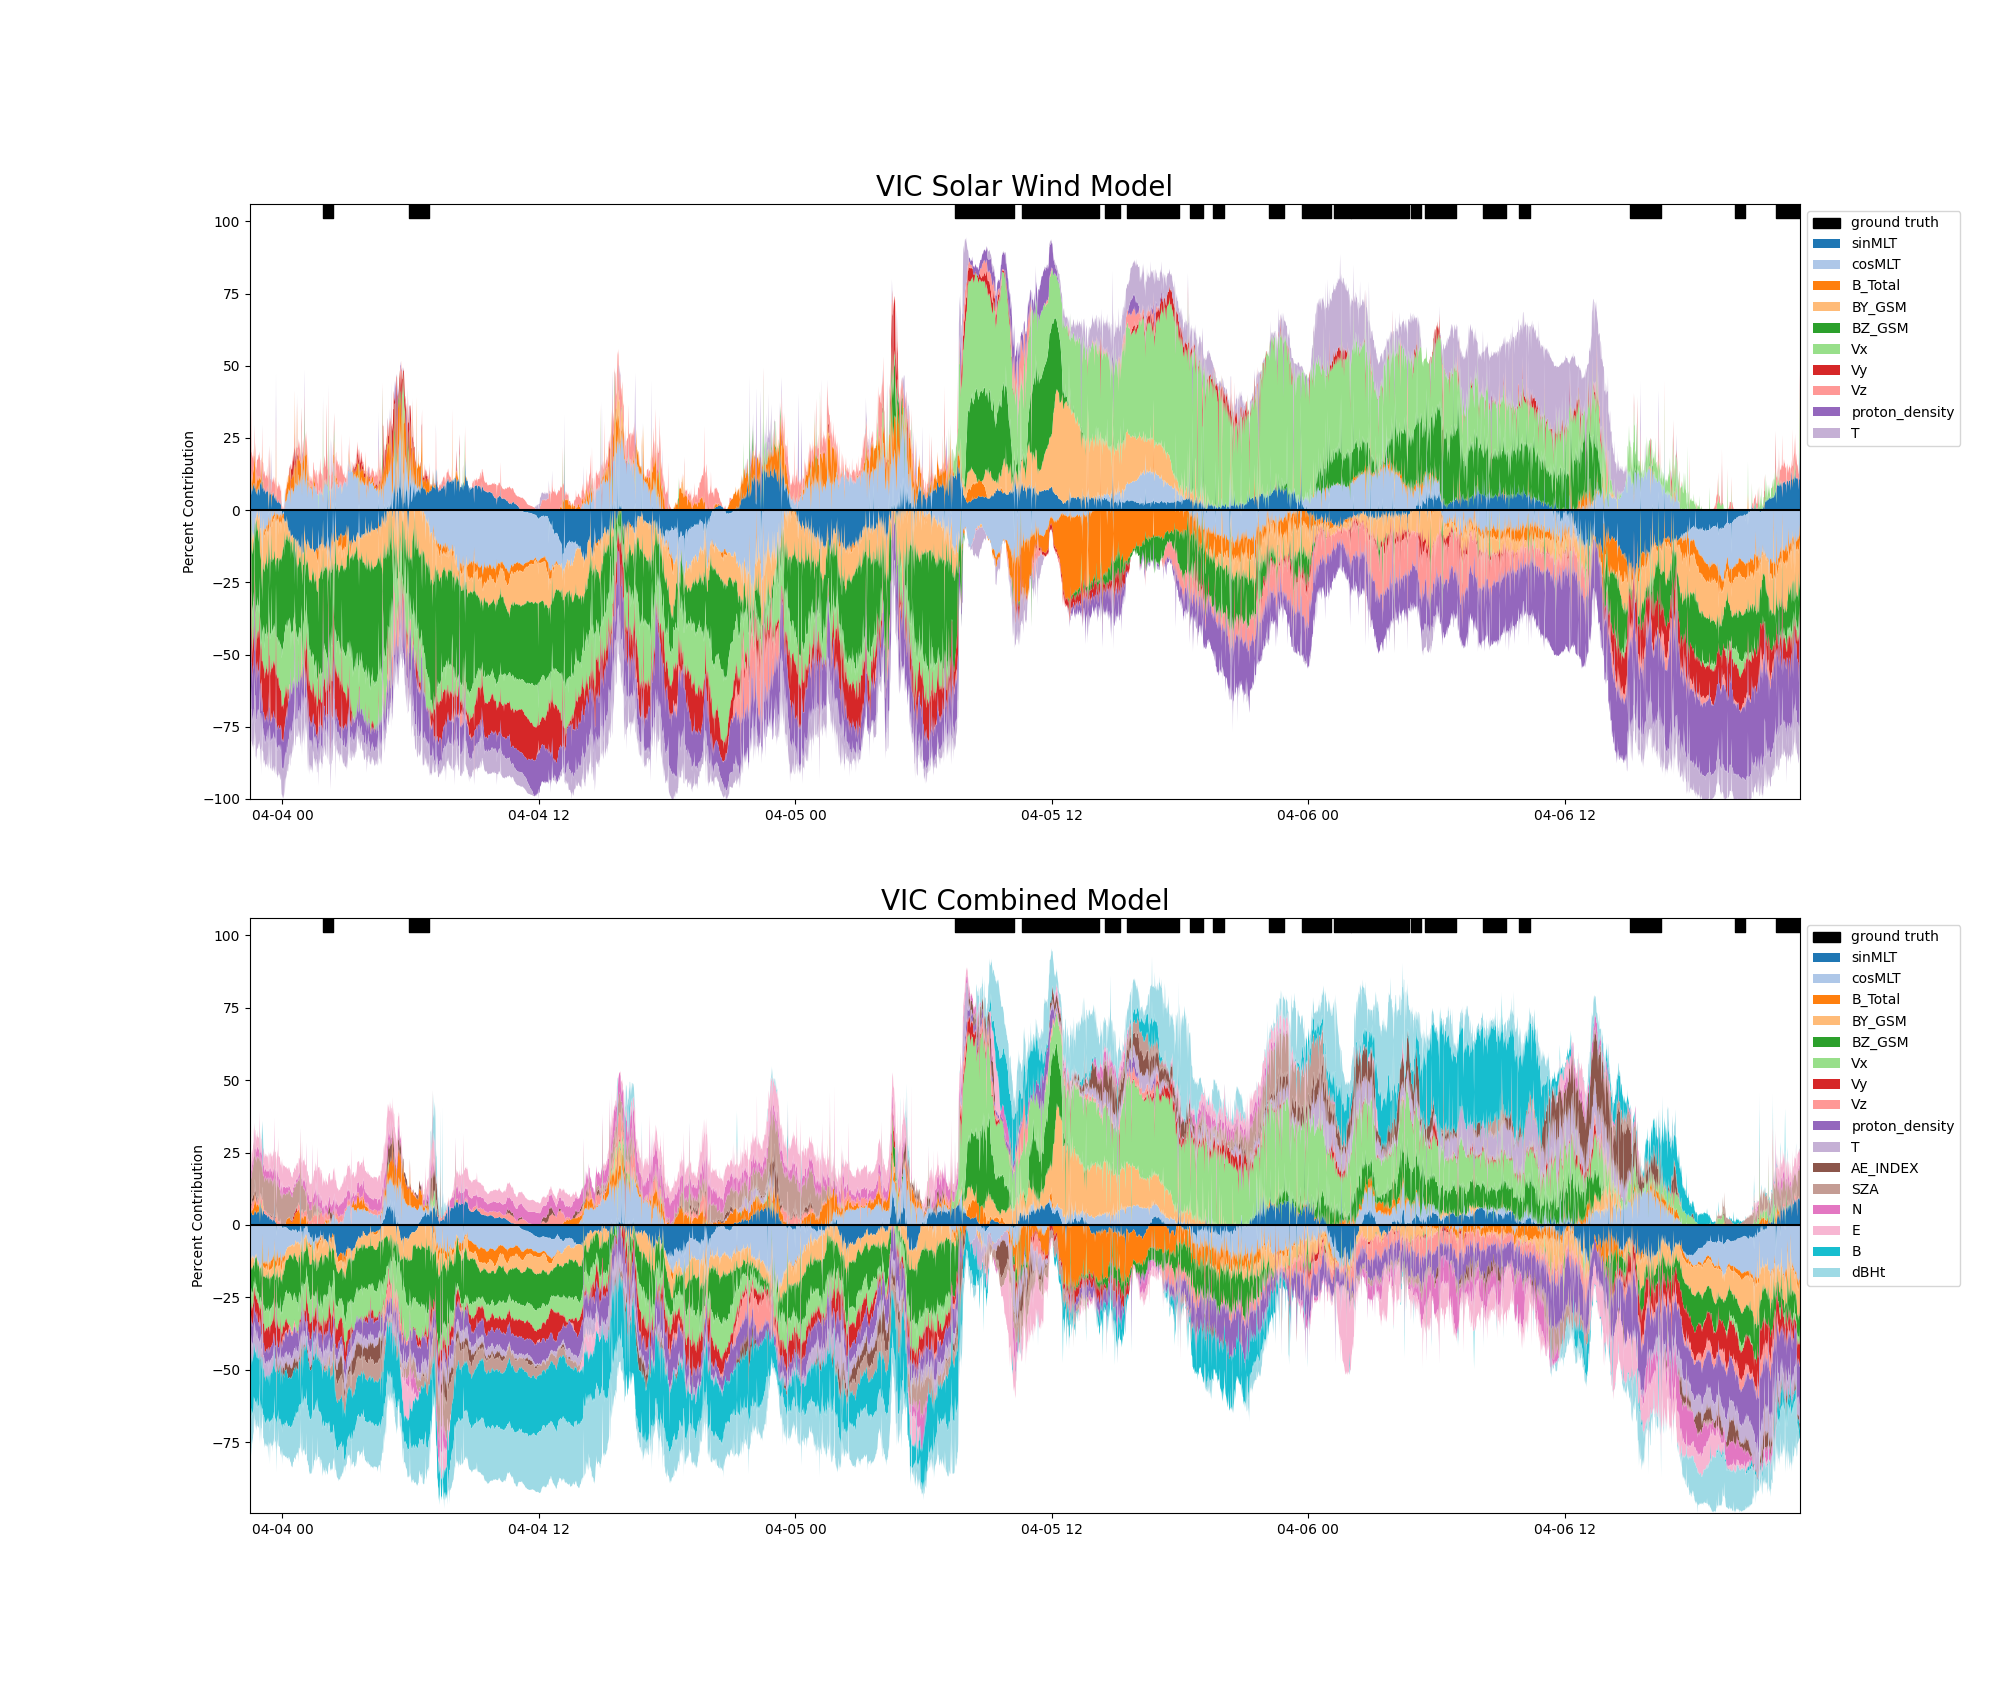 VIC Solar Wind Model
100
75
50
25
0
−25
−50
−75
−100
Percent Contribution
04-04 00
04-04 12
04-05 00
04-05 12
04-06 00
04-06 12
ground truth
sinMLT
cosMLT
B_Total
BY_GSM
BZ_GSM
Vx
Vy
Vz
proton_density
T
VIC Combined Model
100
75
50
25
0
−25
−50
−75
Percent Contribution
04-04 00
04-04 12
04-05 00
04-05 12
04-06 00
04-06 12
ground truth
sinMLT
cosMLT
B_Total
BY_GSM
BZ_GSM
Vx
Vy
Vz
proton_density
T
AE_INDEX
SZA
N
E
B
dBHt